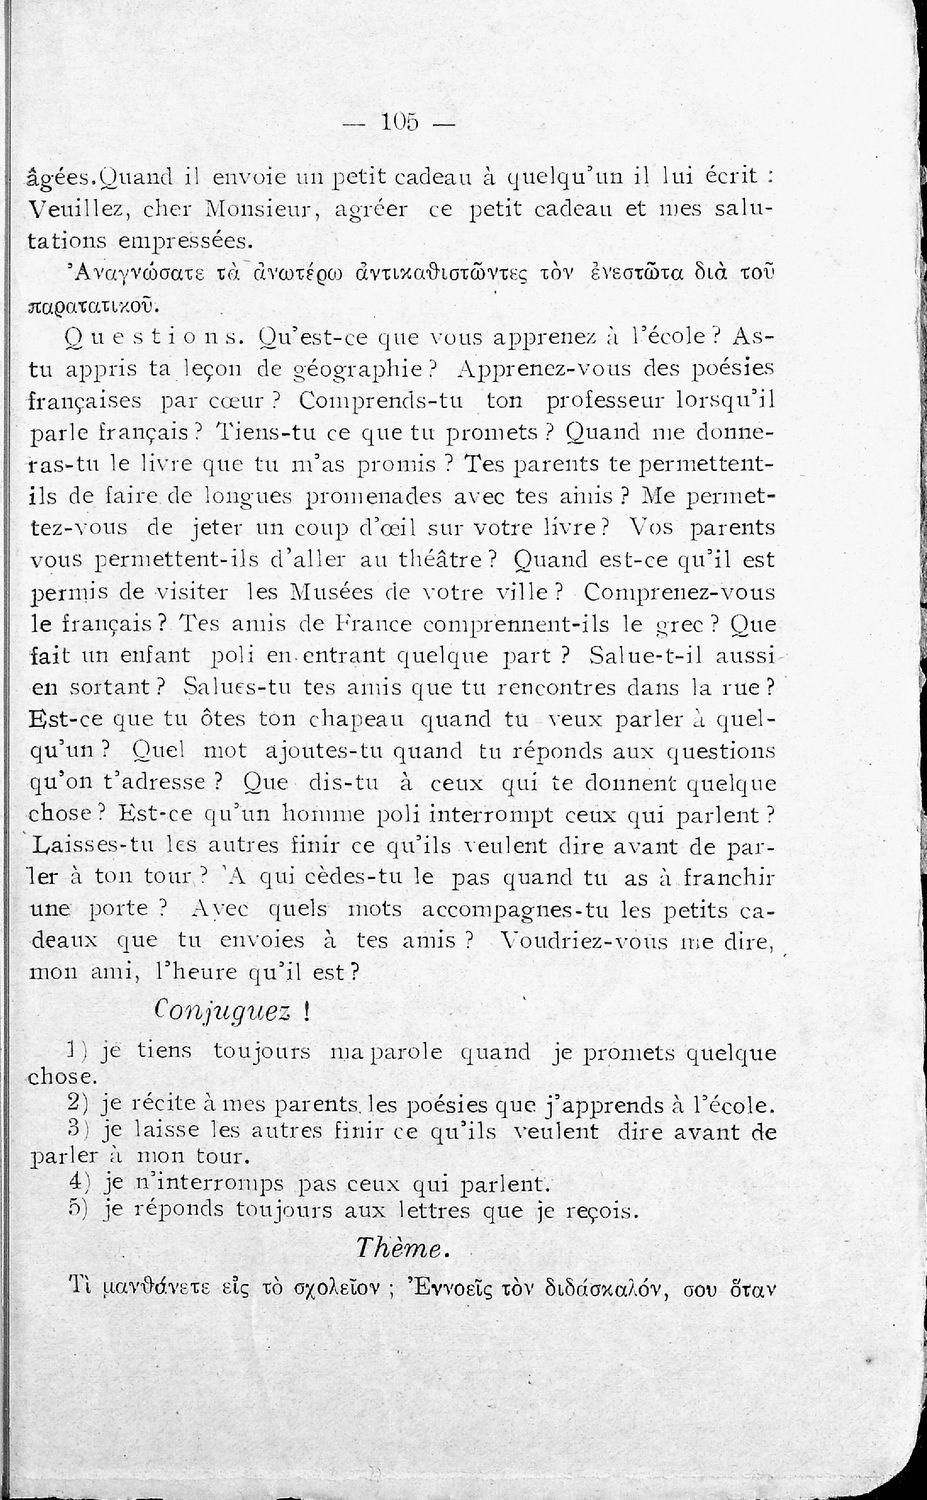 — 105 —
âgées.Quand il envoie un petit cadeau à quelqu'un il lui écrit :
Veuillez, cher Monsieur, agréer ce petit cadeau et mes salu-
tations empressées.
Ἀναγνώσατε τὰ ἀνωτέρω ἀντικαθιστῶντες τὸν ἐνεστῶτα διὰ τοῦ
παρατατικοῦ.
Questions. Qu'est-ce que vous apprenez à l'école ? As-
tu appris ta leçon de géographie ? Apprenez-vous des poésies
françaises par cœur ? Comprends-tu ton professeur lorsqu'il
parle français ? Tiens-tu ce que tu promets ? Quand me donne-
ras-tu le livre que tu m'as promis ? Tes parents te permettent-
ils de faire de longues promenades avec tes amis ? Me permet-
tez-vous de jeter un coup d'œil sur votre livre ? Vos parents
vous permettent-ils d'aller au théâtre ? Quand est-ce qu'il est
permis de visiter les Musées de votre ville ? Comprenez-vous
le français ? Tes amis de France comprennent-ils le grec ? Que
fait un enfant poli en entrant quelque part ? Salue-t-il aussi
en sortant ? Salues-tu tes amis que tu rencontres dans la rue ?
Est-ce que tu ôtes ton chapeau quand tu veux parler à quel-
qu'un ? Quel mot ajoutes-tu quand tu réponds aux questions
qu'on t'adresse ? Que dis-tu à ceux qui te donnent quelque
chose ? Est-ce qu'un homme poli interrompt ceux qui parlent ?
Laisses-tu les autres finir ce qu'ils veulent dire avant de par-
ler à ton tour ? 'A qui cèdes-tu le pas quand tu as à franchir
une porte ? Avec quels mots accompagnes-tu les petits ca-
deaux que tu envoies à tes amis ? Voudriez-vous me dire,
mon ami, l'heure qu'il est ?
Conjuguez !
1) je tiens toujours ma parole quand je promets quelque
chose.
2) je récite à mes parents les poésies que j'apprends à l'école.
3) je laisse les autres finir ce qu'ils veulent dire avant de
parler à mon tour.
4) je n'interromps pas ceux qui parlent.
5) je réponds toujours aux lettres que je reçois.
Thème.
Τὶ μανθάνετε εἰς τὸ σχολεῖον ; Ἐννοεῖς τὸν διδάσκαλόν, σου ὅταν